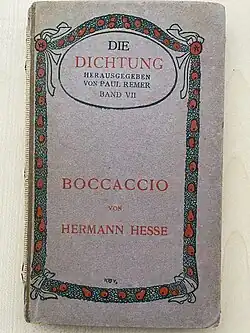 DIE
DICHTUNG
HERAUSGEGEBEN
VON PAUL REMER
BAND VII
BOCCACCIO
VON
HERMANN HESSE